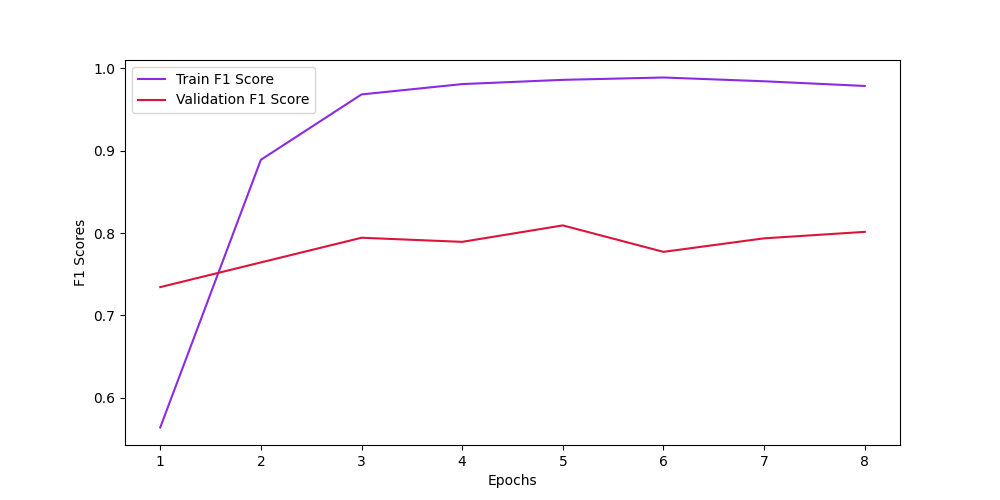 Train F1 Score
Validation F1 Score
F1 Scores
1.0
0.9
0.8
0.7
0.6
1 2 3 4 5 6 7 8
Epochs